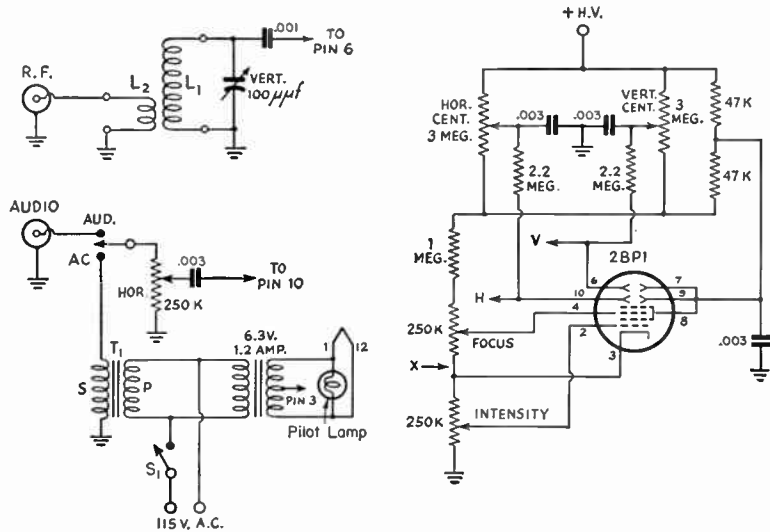 .001
TO
PIN 6
R.F.
L2
L1
VERT.
100 μμf
AUDIO
AUD.
AC
HOR.
250 K
.003
TO
PIN 10
T1
S
P
6.3V.
1.2 AMP.
1
12
PIN 3
Pilot Lamp
S1
115 V. A.C.
+ H.V.
HOR.
CENT.
3 MEG.
.003
.003
VERT.
CENT.
3
MEG.
47 K
47 K
2.2
MEG.
2.2
MEG.
1
MEG.
V
2BP1
H
6
10
4
2
3
7
9
8
250K
FOCUS
X
250K
INTENSITY
.003